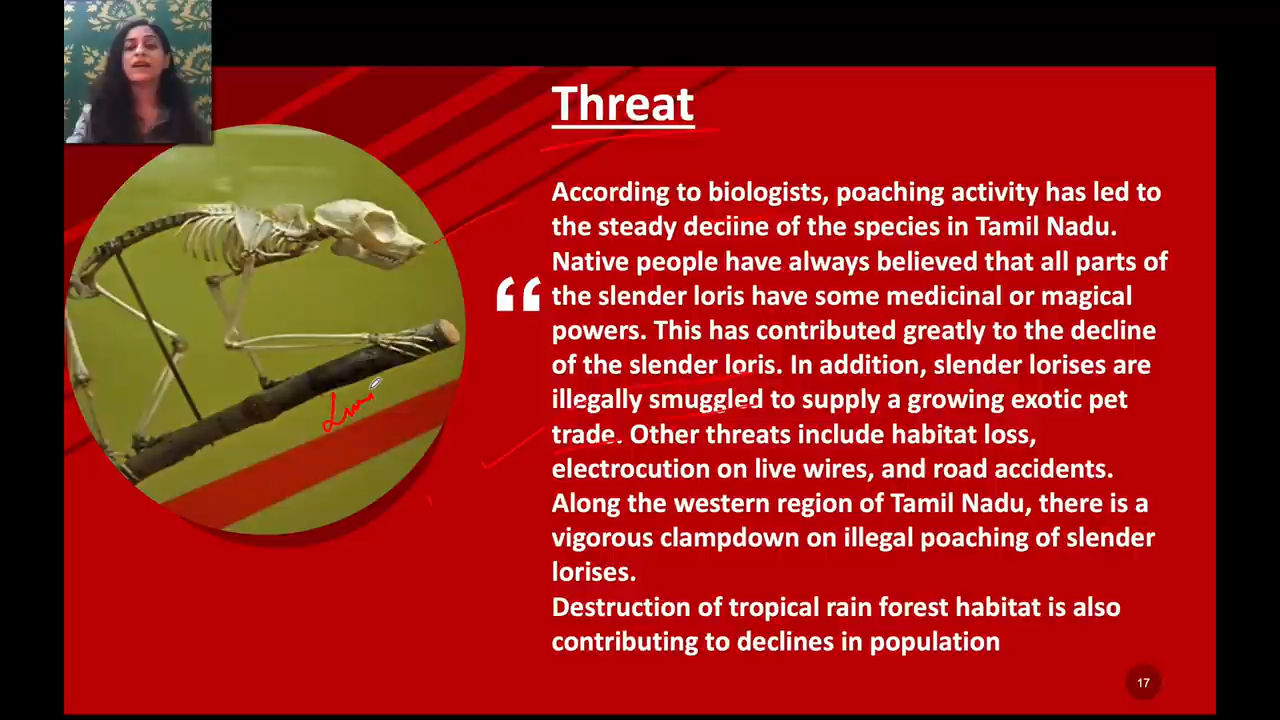 Threat
According to biologists, poaching activity has led to
the steady decline of the species in Tamil Nadu.
Native people have always believed that all parts of
“
the slender loris have some medicinal or magical
powers. This has contributed greatly to the decline
of the slender loris. In addition, slender lorises are
illegally smuggled to supply a growing exotic pet
trade. Other threats include habitat loss,
electrocution on live wires, and road accidents.
Along the western region of Tamil Nadu, there is a
vigorous clampdown on illegal poaching of slender
lorises.
Destruction of tropical rain forest habitat is also
contributing to declines in population
17